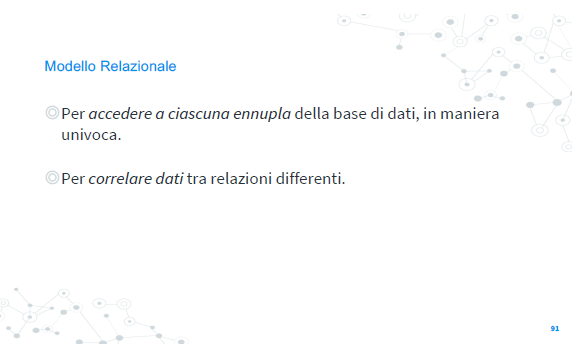 Modello Relazionale
Per accedere a ciascuna ennupla della base di dati, in maniera
univoca.
Per correlare dati tra relazioni differenti.
91